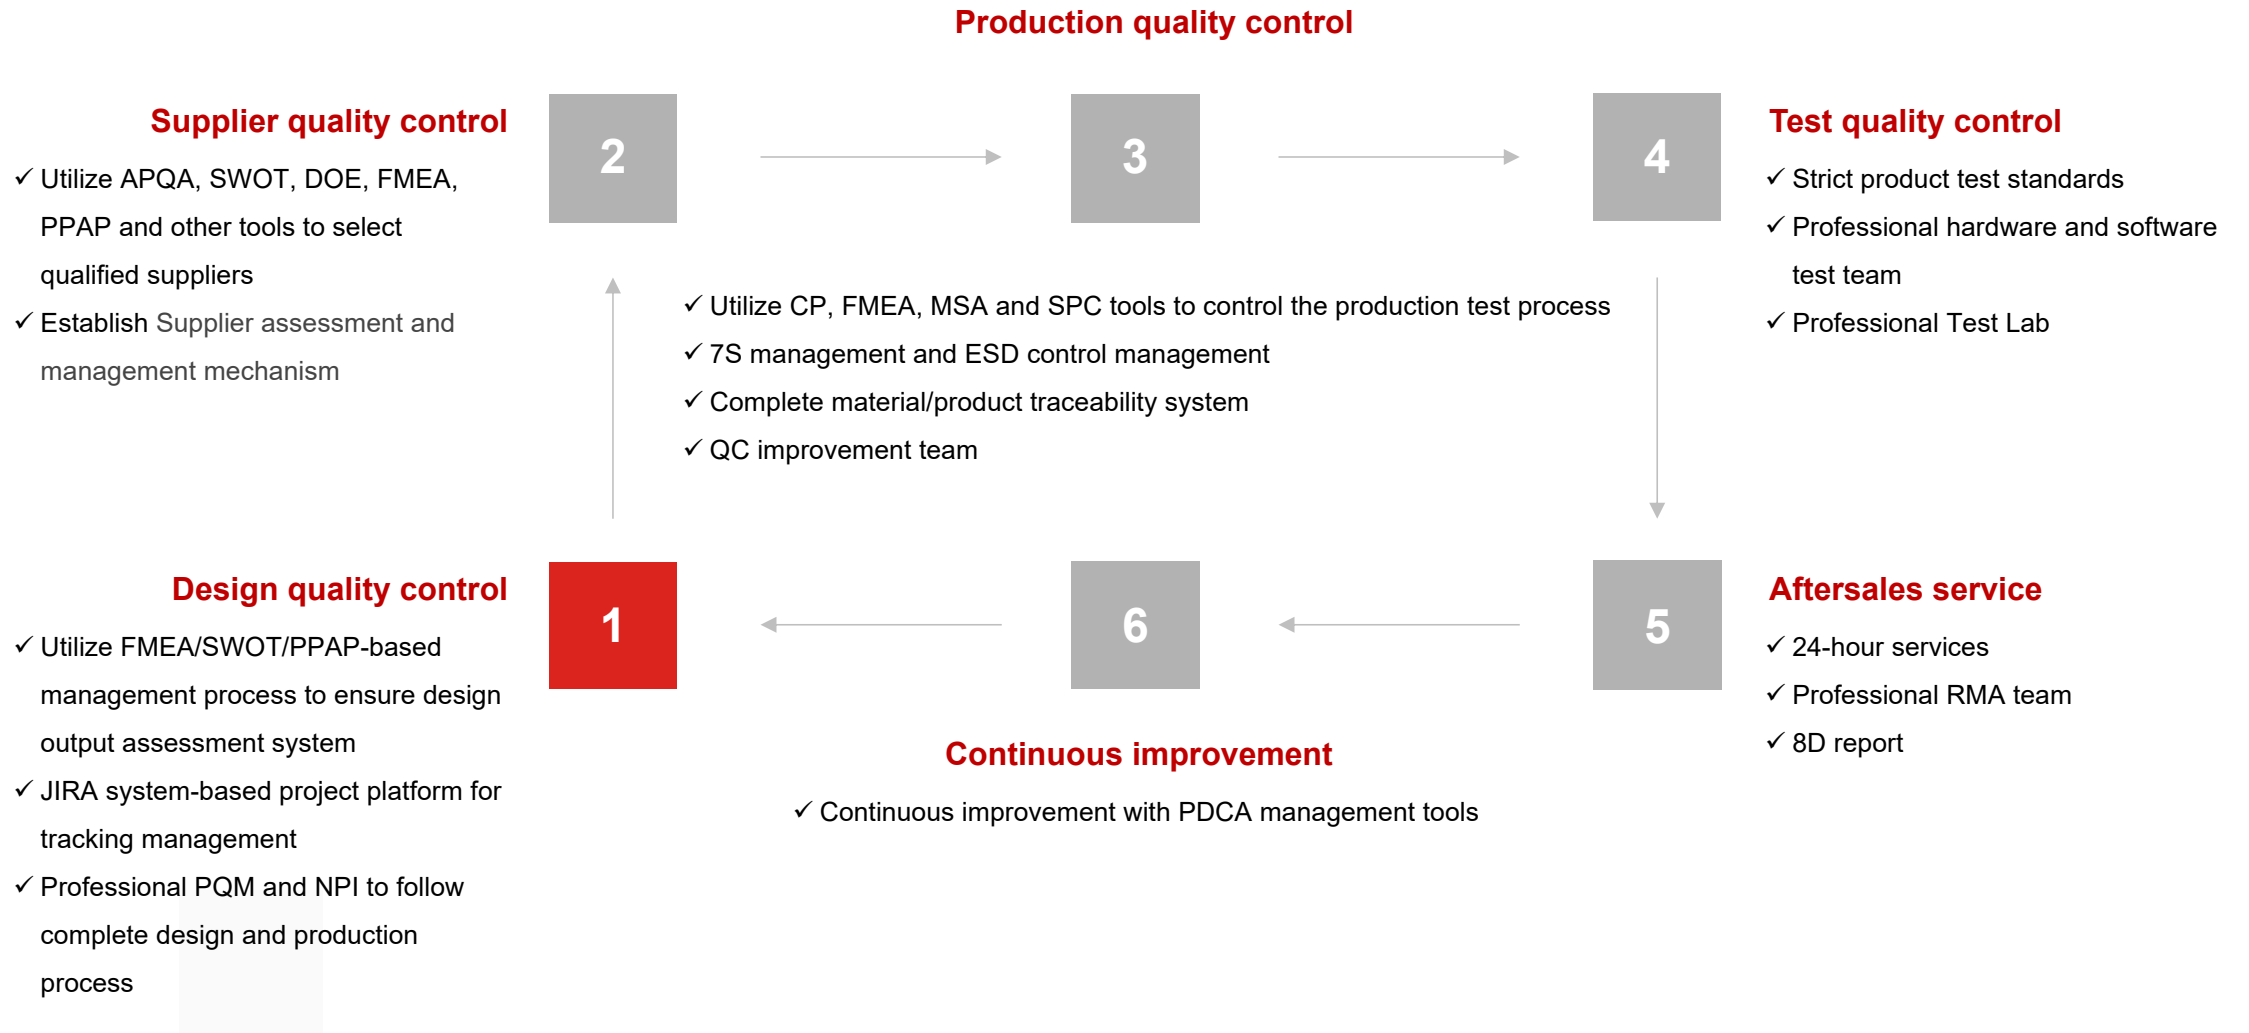 Production quality control
Supplier quality control
✓ Utilize APQA, SWOT, DOE, FMEA,
PPAP and other tools to select
qualified suppliers
✓ Establish Supplier assessment and
management mechanism
2
3
4
Test quality control
✓ Strict product test standards
✓ Professional hardware and software
test team
✓ Professional Test Lab
✓ Utilize CP, FMEA, MSA and SPC tools to control the production test process
✓ 7S management and ESD control management
✓ Complete material/product traceability system
✓ QC improvement team
Design quality control
✓ Utilize FMEA/SWOT/PPAP-based
management process to ensure design
output assessment system
✓ JIRA system-based project platform for
tracking management
✓ Professional PQM and NPI to follow
complete design and production
process
1
6
5
Aftersales service
✓ 24-hour services
✓ Professional RMA team
✓ 8D report
Continuous improvement
✓ Continuous improvement with PDCA management tools